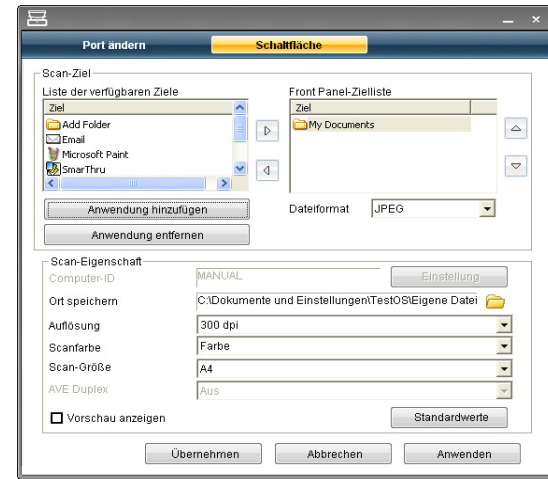 Port ändern
Schaltfläche
Scan-Ziel
Liste der verfügbaren Ziele
Ziel
Add Folder
Email
Microsoft Paint
SmarThru
Anwendung hinzufügen
Anwendung entfernen
Front Panel-Zielliste
Ziel
My Documents
Dateiformat JPEG
Scan-Eigenschaft
Computer-ID MANUAL Einstellung
Ort speichern C:\Dokumente und Einstellungen\TestOS\Eigene Datei
Auflösung 300 dpi
Scanfarbe Farbe
Scan-Größe A4
AVE Duplex Aus
Vorschau anzeigen Standardwerte
Übernehmen Abbrechen Anwenden